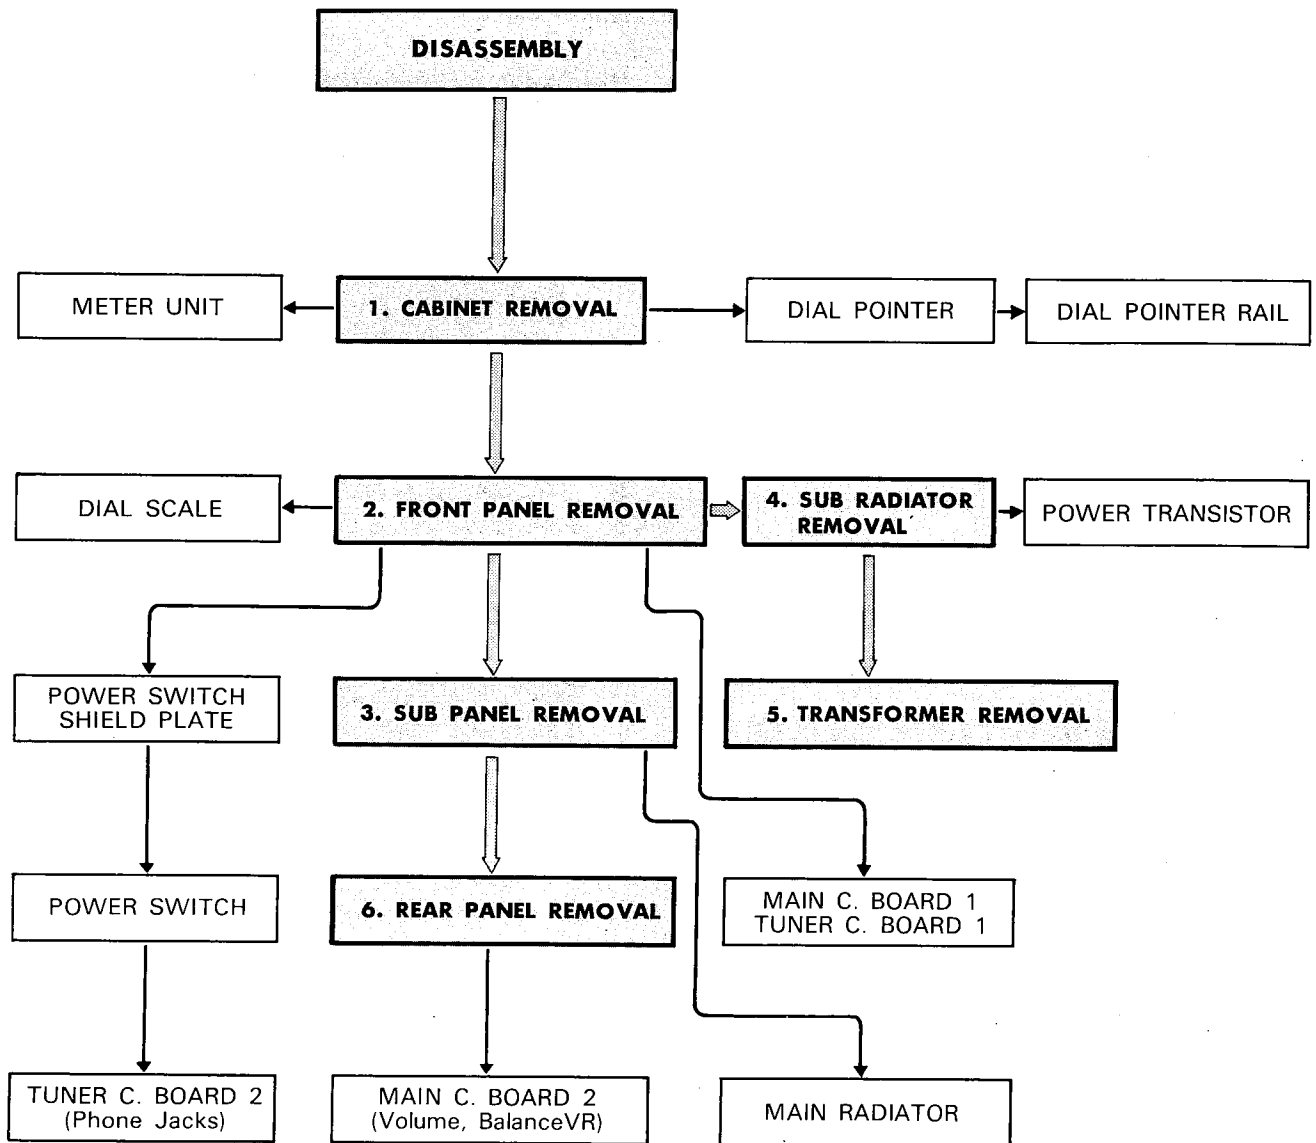 DISASSEMBLY
METER UNIT
1. CABINET REMOVAL
DIAL POINTER
DIAL POINTER RAIL
DIAL SCALE
2. FRONT PANEL REMOVAL
4. SUB RADIATOR
REMOVAL
POWER TRANSISTOR
POWER SWITCH
SHIELD PLATE
3. SUB PANEL REMOVAL
5. TRANSFORMER REMOVAL
POWER SWITCH
6. REAR PANEL REMOVAL
MAIN C. BOARD 1
TUNER C. BOARD 1
TUNER C. BOARD 2
(Phone Jacks)
MAIN C. BOARD 2
(Volume, BalanceVR)
MAIN RADIATOR